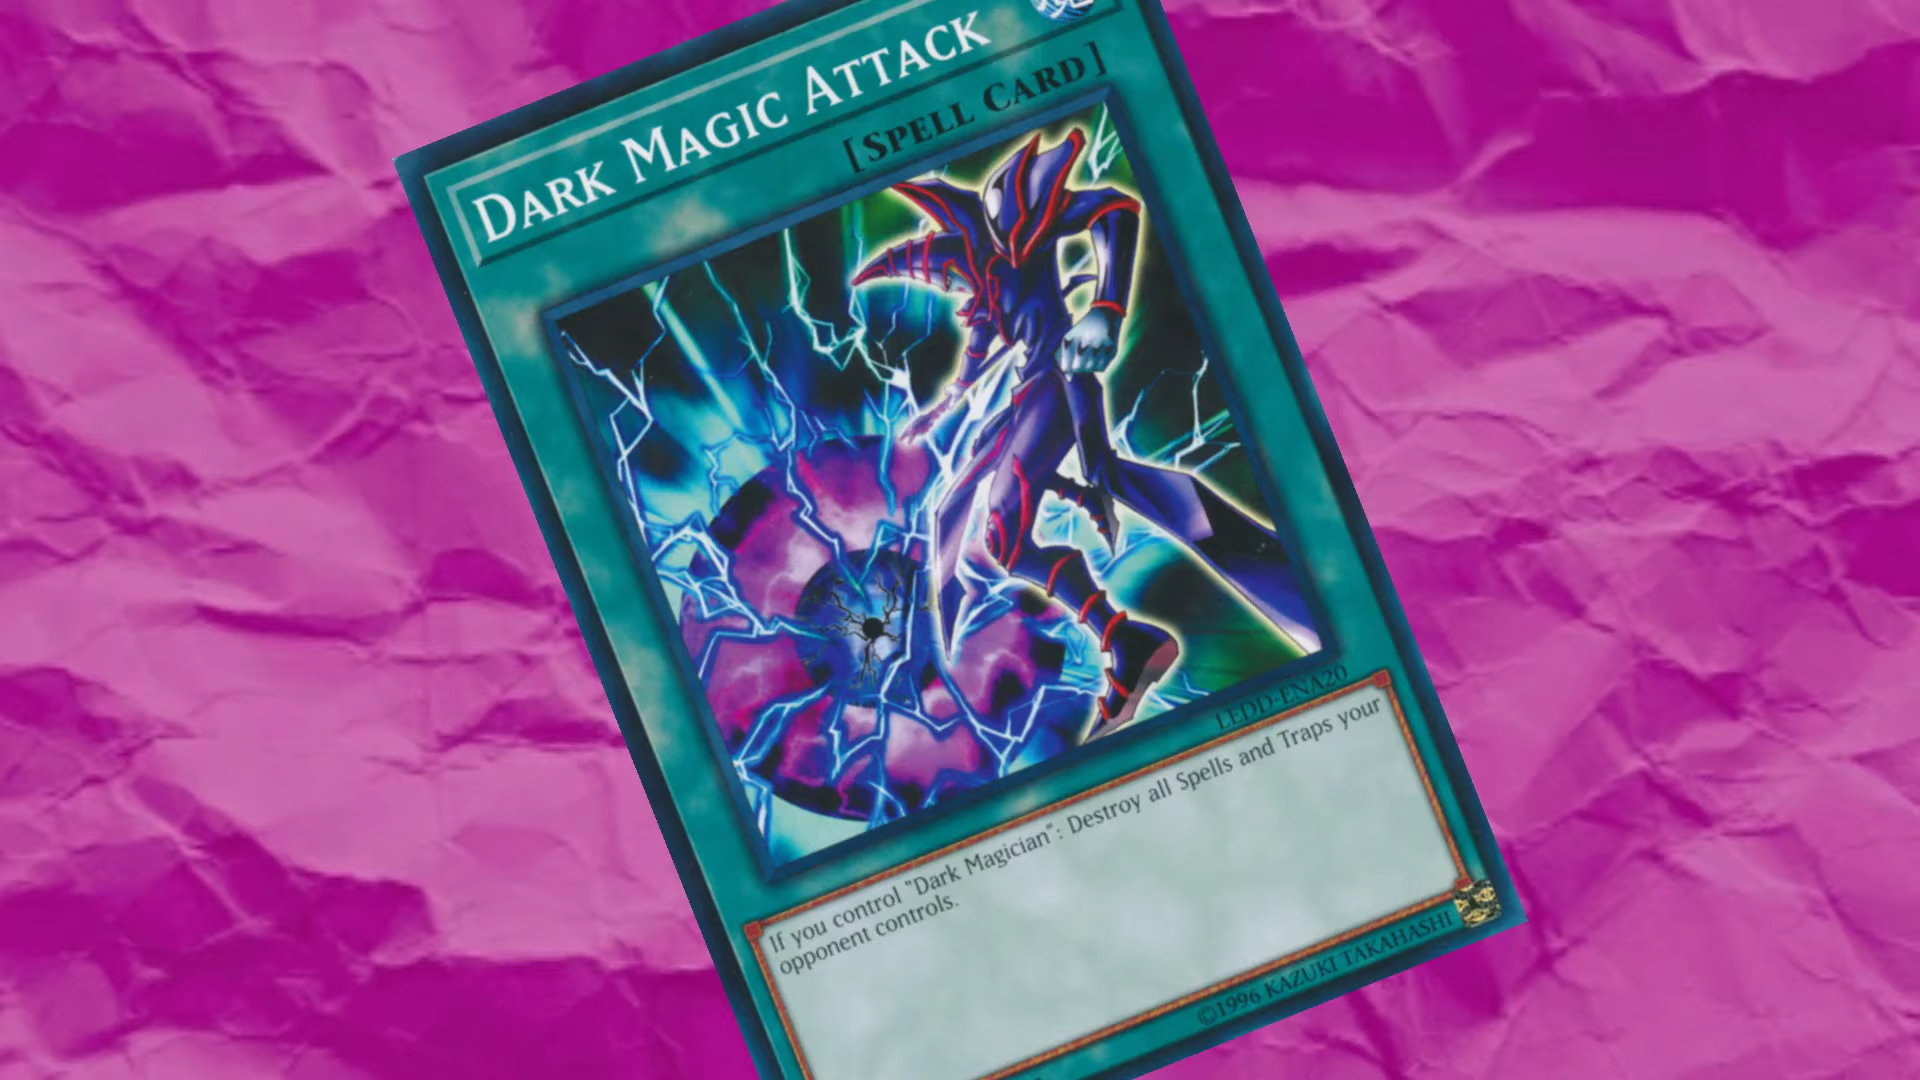 DARK MAGIC ATTACK
[SPELL CARD]
LEDD-ENA20
If you control "Dark Magician": Destroy all Spells and Traps your
opponent controls.
©1996 KAZUKI TAKAHASHI